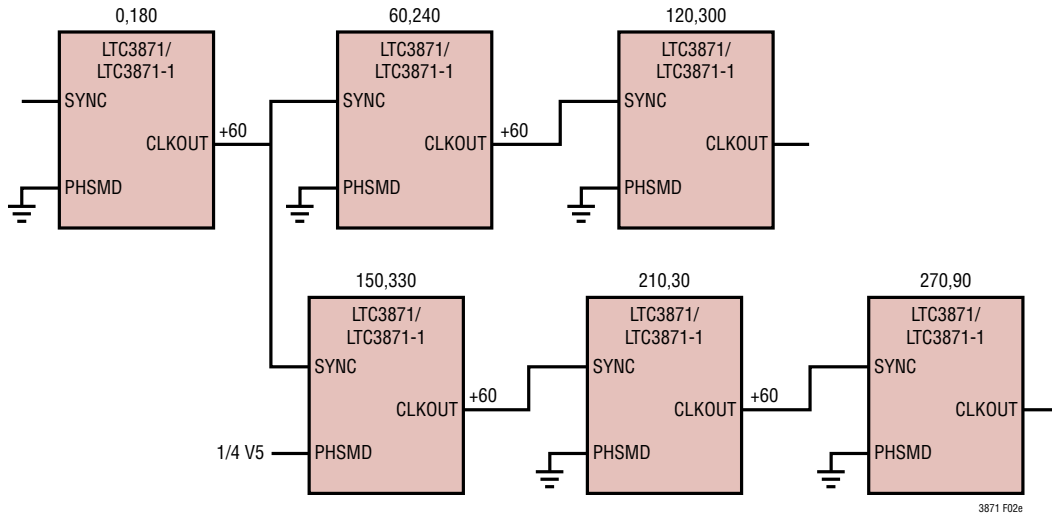 0,180
LTC3871/
LTC3871-1
SYNC
CLKOUT
PHSMD
+60
60,240
LTC3871/
LTC3871-1
SYNC
CLKOUT
PHSMD
+60
120,300
LTC3871/
LTC3871-1
SYNC
CLKOUT
PHSMD
150,330
LTC3871/
LTC3871-1
SYNC
CLKOUT
1/4 V5
PHSMD
+60
210,30
LTC3871/
LTC3871-1
SYNC
CLKOUT
PHSMD
+60
270,90
LTC3871/
LTC3871-1
SYNC
CLKOUT
PHSMD
3871 F02e